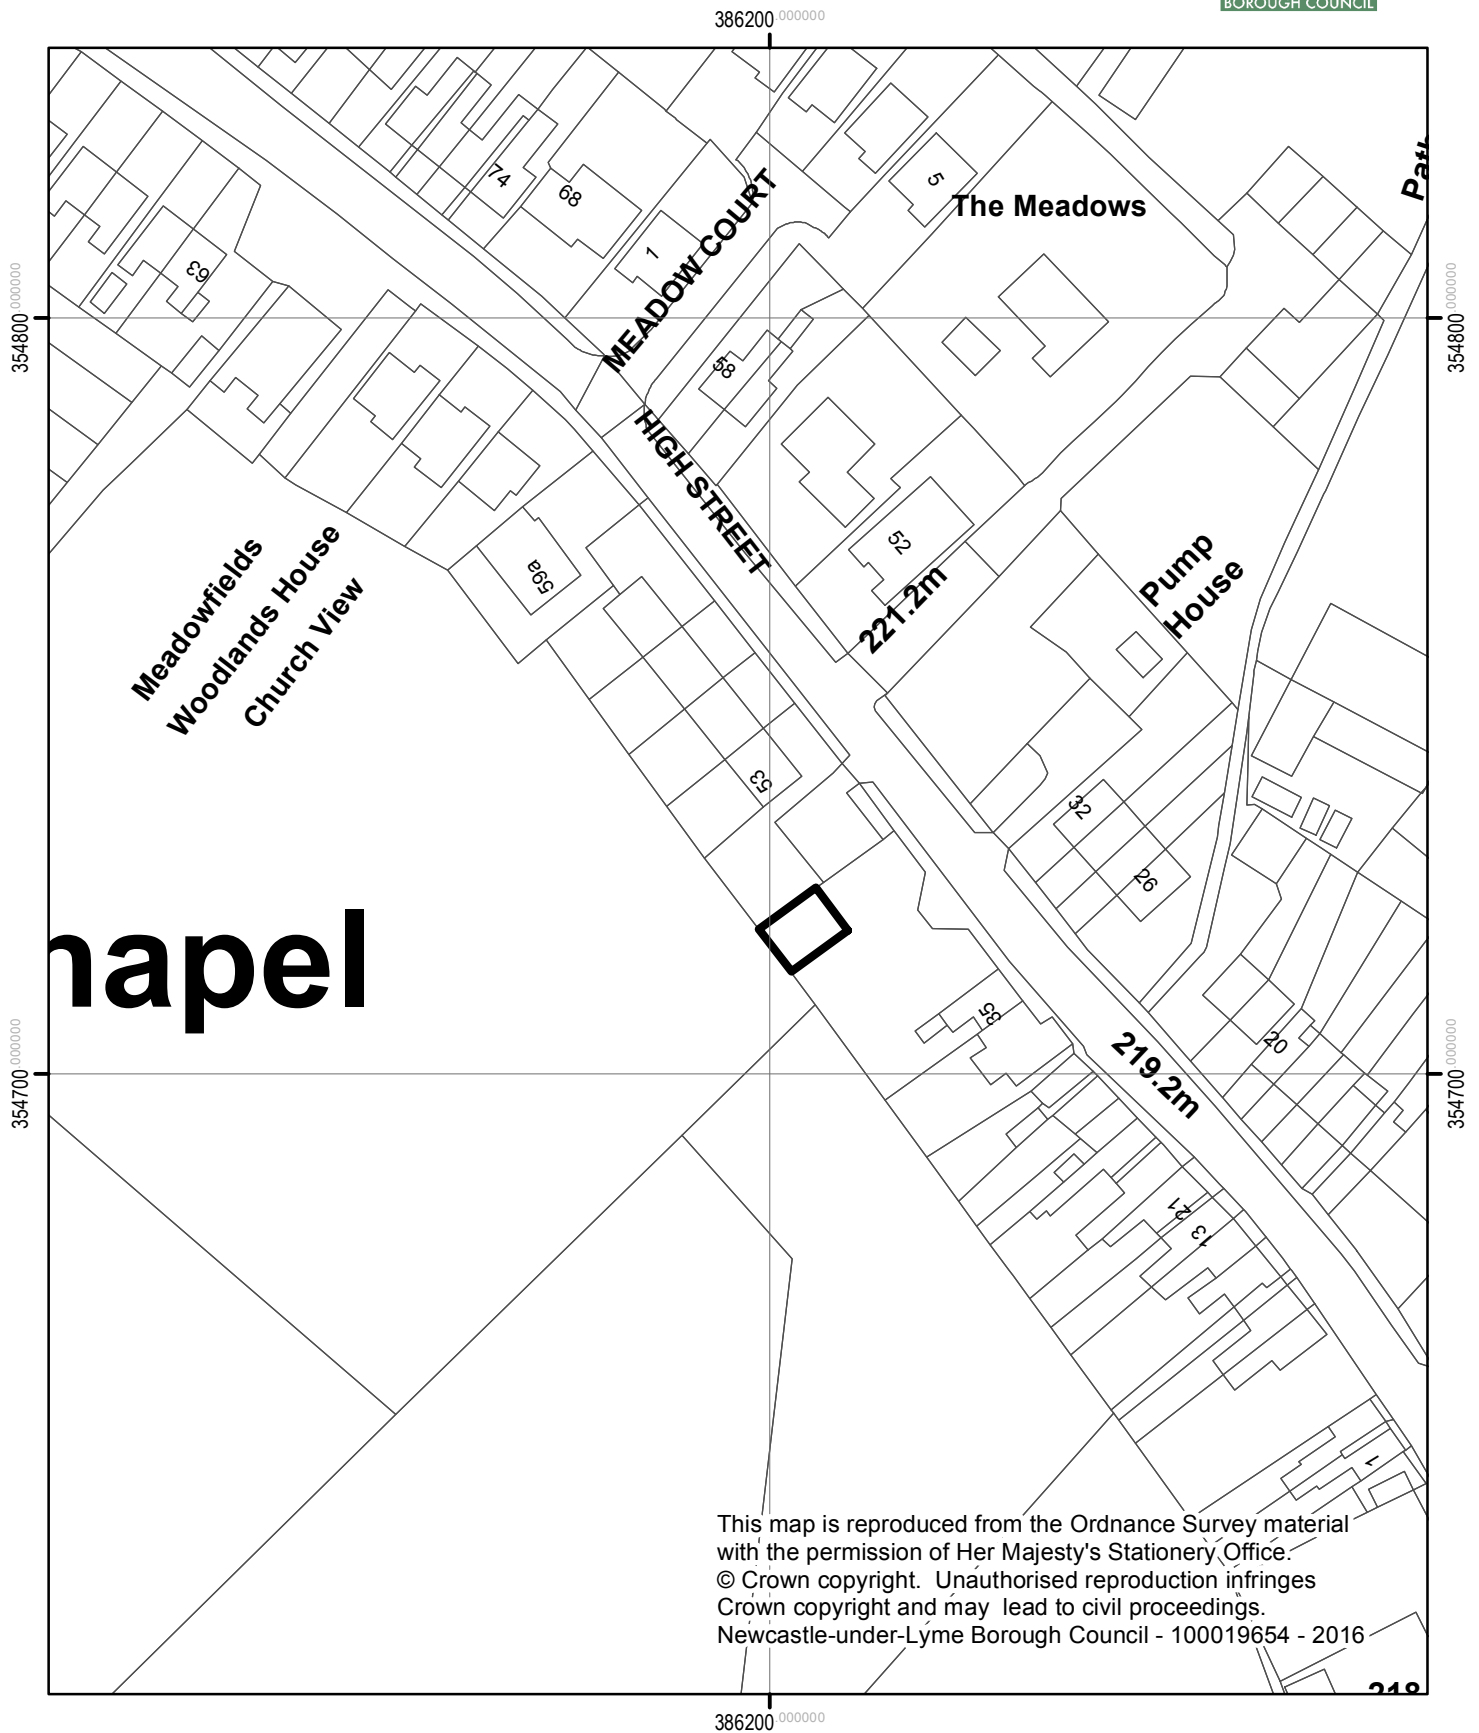 BOROUGH COUNCIL
386200.000000
Path
74
68
1
MEADOW COURT
5
The Meadows
63
354800.000000
354800.000000
58
HIGH STREET
52
221.2m
Pump
House
59a
Meadowfields
Woodlands House
Church View
53
32
26
hapel
35
20
219.2m
354700.000000
354700.000000
21
13
1
This map is reproduced from the Ordnance Survey material
with the permission of Her Majesty's Stationery Office.
© Crown copyright. Unauthorised reproduction infringes
Crown copyright and may lead to civil proceedings.
Newcastle-under-Lyme Borough Council - 100019654 - 2016
218
386200.000000